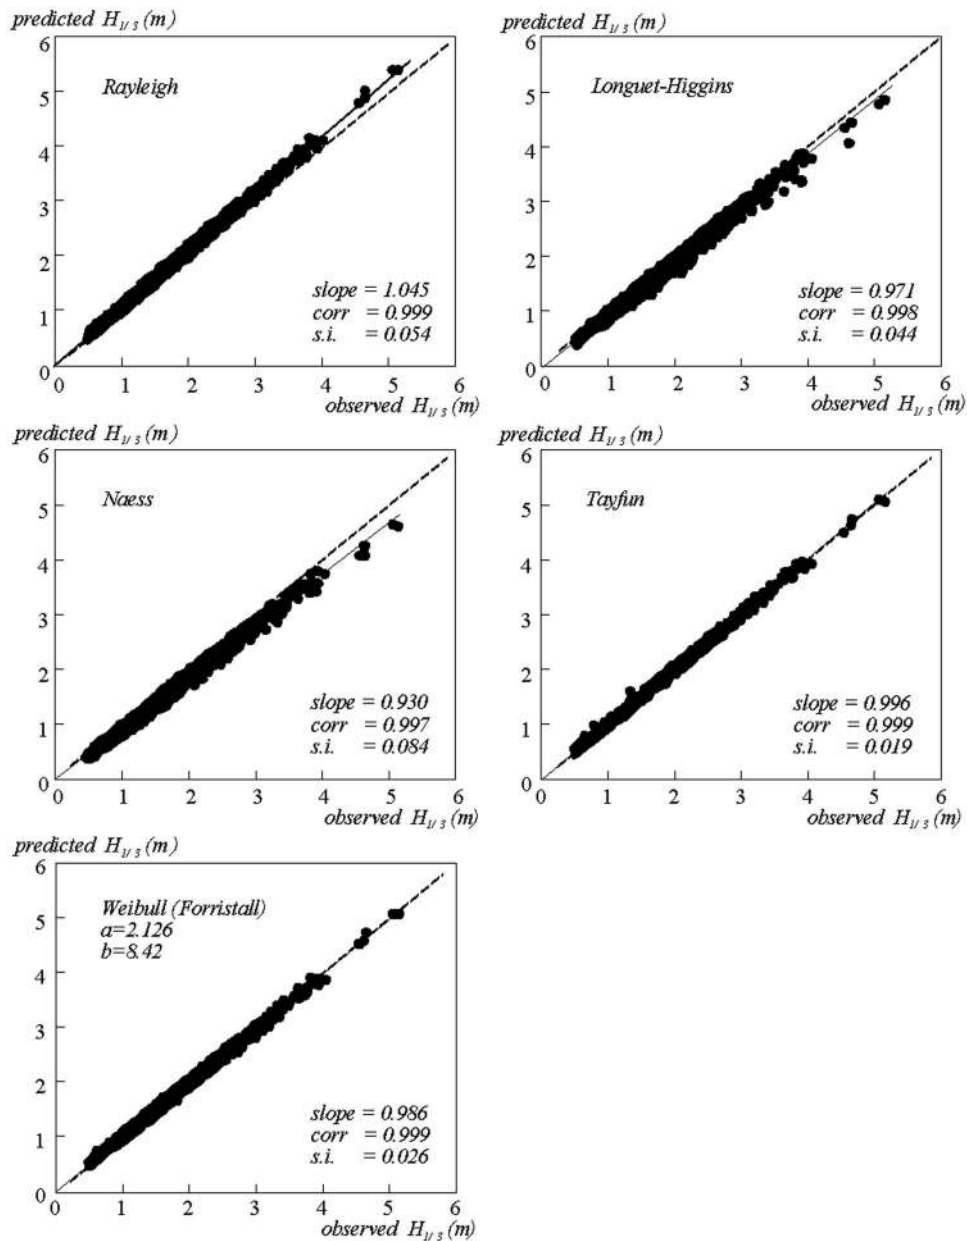 predicted H1/3 (m)
6
Rayleigh
5
4
3
2
slope = 1.045
corr = 0.999
1
s.i. = 0.054
0
0 1 2 3 4 5 6
observed H1/3 (m)
predicted H1/3 (m)
6
Longuet-Higgins
5
4
3
2
slope = 0.971
corr = 0.998
1
s.i. = 0.044
0
0 1 2 3 4 5 6
observed H1/3 (m)
predicted H1/3 (m)
6
Naess
5
4
3
2
slope = 0.930
corr = 0.997
1
s.i. = 0.084
0
0 1 2 3 4 5 6
observed H1/3 (m)
predicted H1/3 (m)
6
Tayfun
5
4
3
2
slope = 0.996
corr = 0.999
1
s.i. = 0.019
0
0 1 2 3 4 5 6
observed H1/3 (m)
predicted H1/3 (m)
6
Weibull (Forristall)
a=2.126
5
b=8.42
4
3
2
slope = 0.986
corr = 0.999
1
s.i. = 0.026
0
0 1 2 3 4 5 6
observed H1/3 (m)